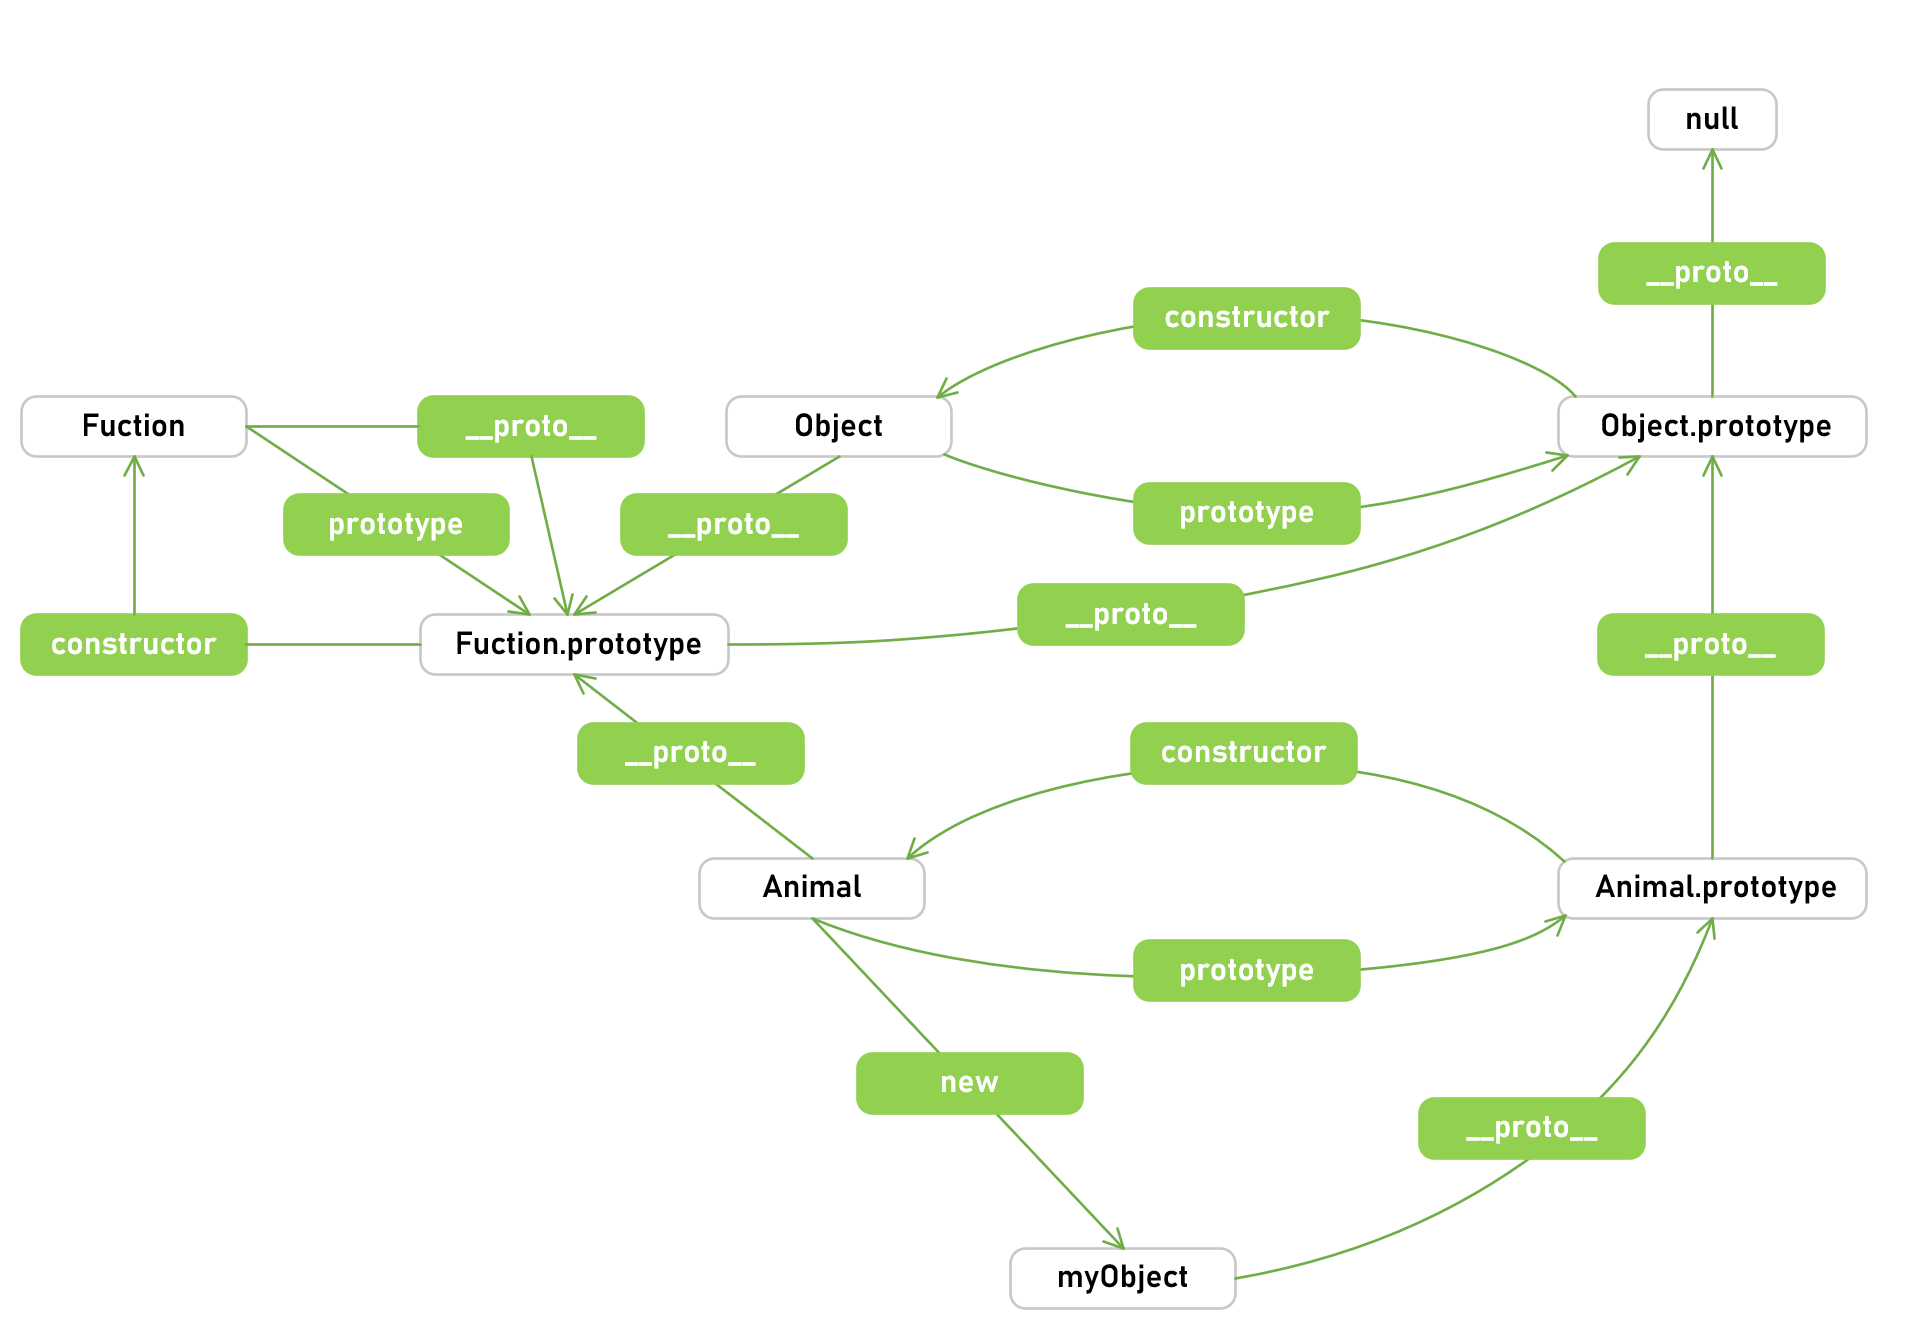 null
__proto__
constructor
Fuction
__proto__
Object
Object.prototype
prototype
__proto__
prototype
__proto__
constructor
Fuction.prototype
__proto__
__proto__
constructor
Animal
Animal.prototype
prototype
new
__proto__
myObject